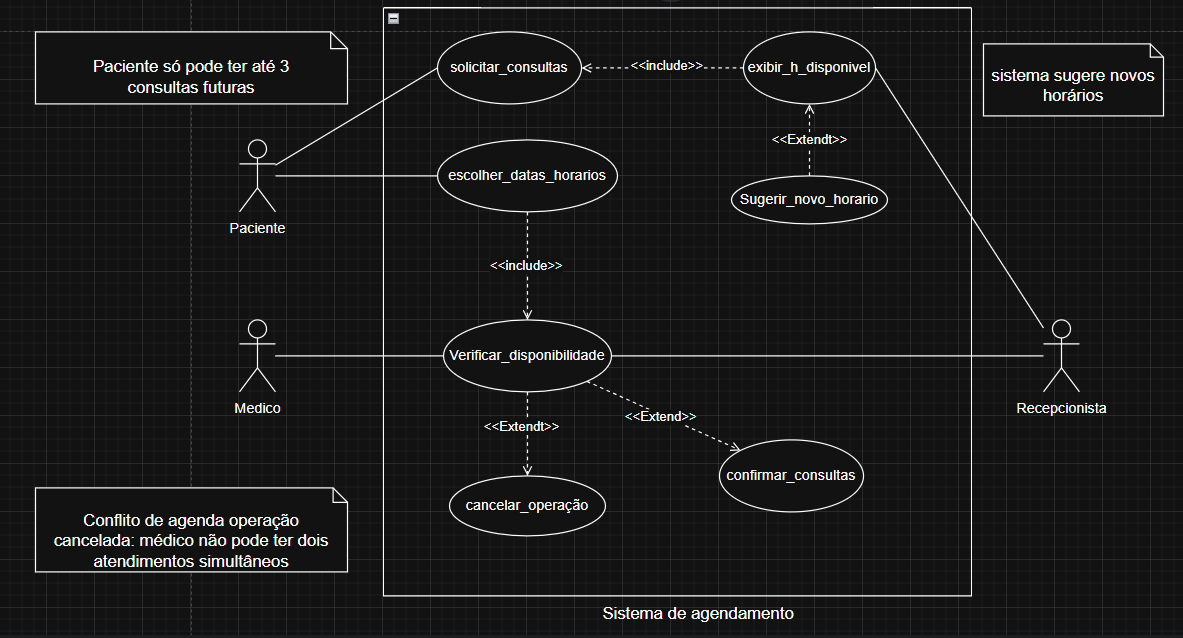 Paciente só pode ter até 3
consultas futuras
solicitar_consultas
<<include>>
exibir_h_disponivel
sistema sugere novos
horários
<<Extendt>>
escolher_datas_horarios
Sugerir_novo_horario
Paciente
<<include>>
Verificar_disponibilidade
Medico
Recepcionista
<<Extendt>>
<<Extend>>
confirmar_consultas
cancelar_operação
Conflito de agenda operação
cancelada: médico não pode ter dois
atendimentos simultâneos
Sistema de agendamento